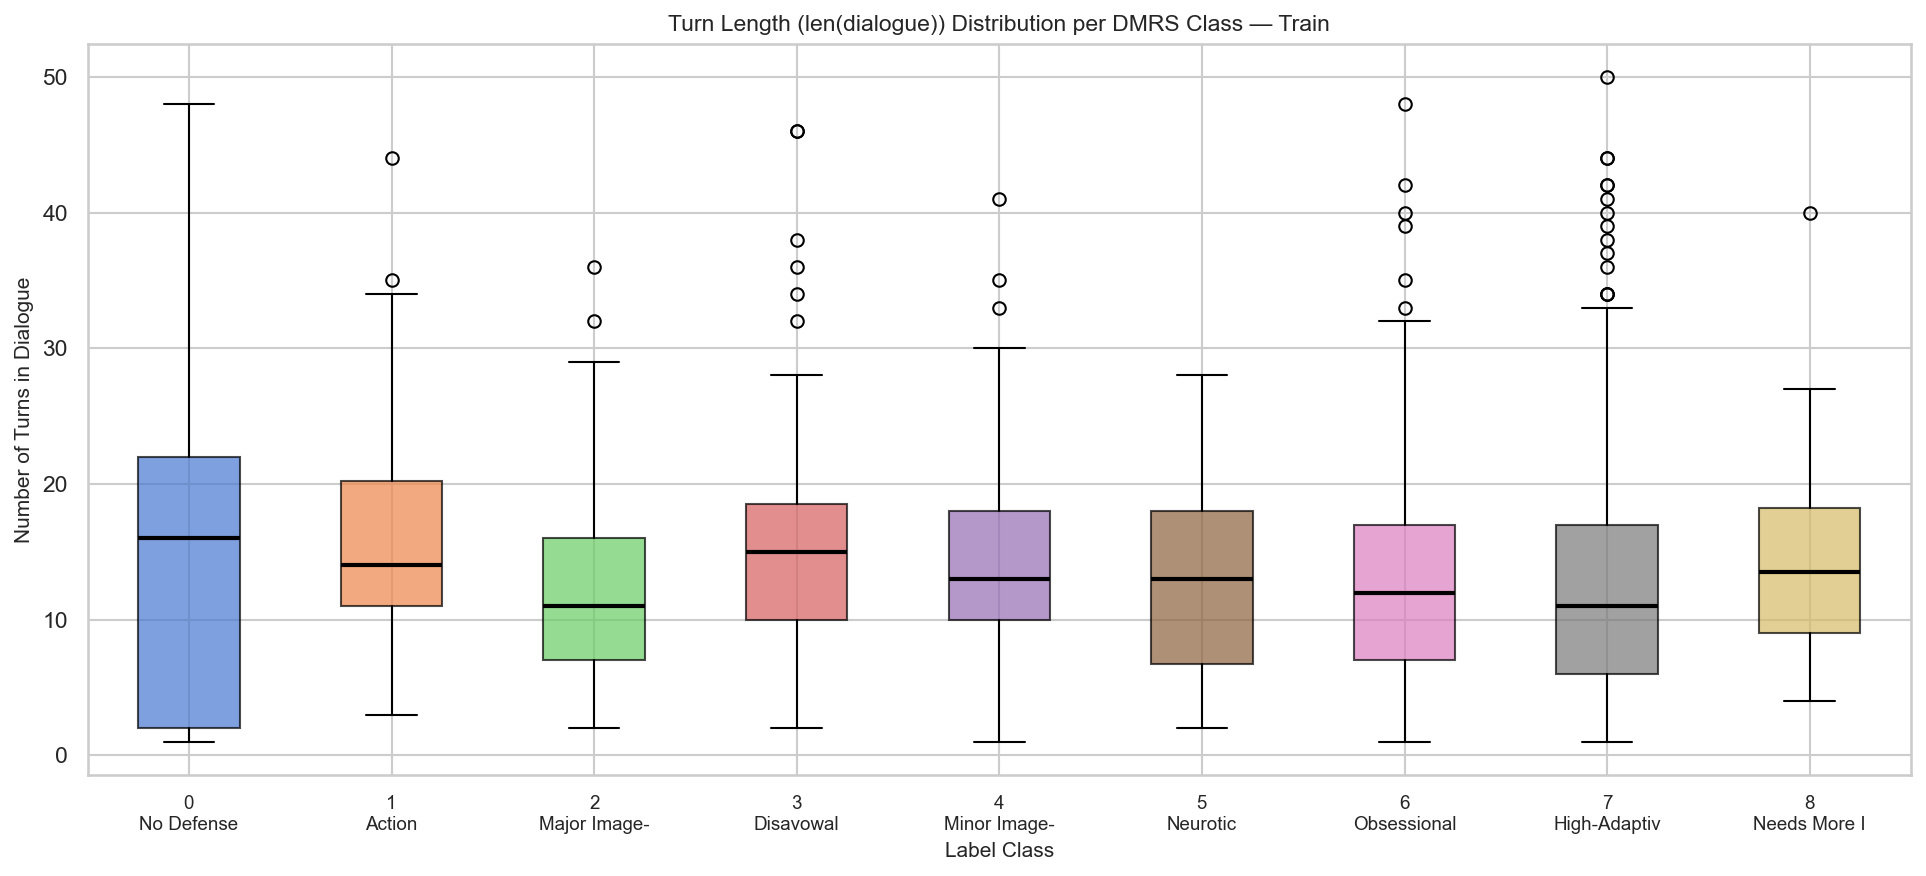 Turn Length (len(dialogue)) Distribution per DMRS Class — Train
Number of Turns in Dialogue
50
40
30
20
10
0
0 1 2 3 4 5 6 7 8
No Defense Action Major Image- Disavowal Minor Image- Neurotic Obsessional High-Adaptiv Needs More I
Label Class